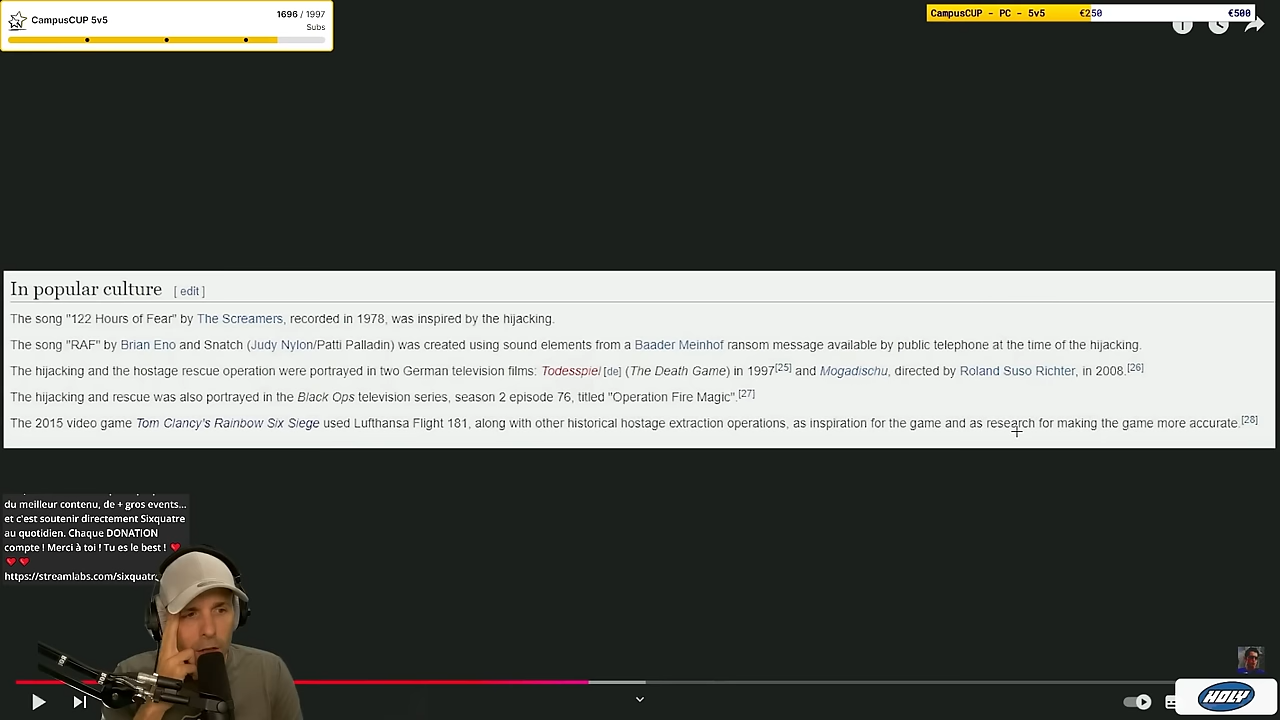 CampusCUP 5v5
1696 / 1997
Subs
CampusCUP - PC - 5v5 €250 €500
In popular culture [ edit ]
The song "122 Hours of Fear" by The Screamers, recorded in 1978, was inspired by the hijacking.
The song "RAF" by Brian Eno and Snatch (Judy Nylon/Patti Palladin) was created using sound elements from a Baader Meinhof ransom message available by public telephone at the time of the hijacking.
The hijacking and the hostage rescue operation were portrayed in two German television films: Todesspiel [de] (The Death Game) in 1997[25] and Mogadischu, directed by Roland Suso Richter, in 2008.[26]
The hijacking and rescue was also portrayed in the Black Ops television series, season 2 episode 76, titled "Operation Fire Magic".[27]
The 2015 video game Tom Clancy's Rainbow Six Siege used Lufthansa Flight 181, along with other historical hostage extraction operations, as inspiration for the game and as research for making the game more accurate.[28]
du meilleur contenu, de + gros events...
et c'est soutenir directement Sixquatre
au quotidien. Chaque DONATION
compte ! Merci à toi ! Tu es le best !
https://streamlabs.com/sixquatr
HOLY